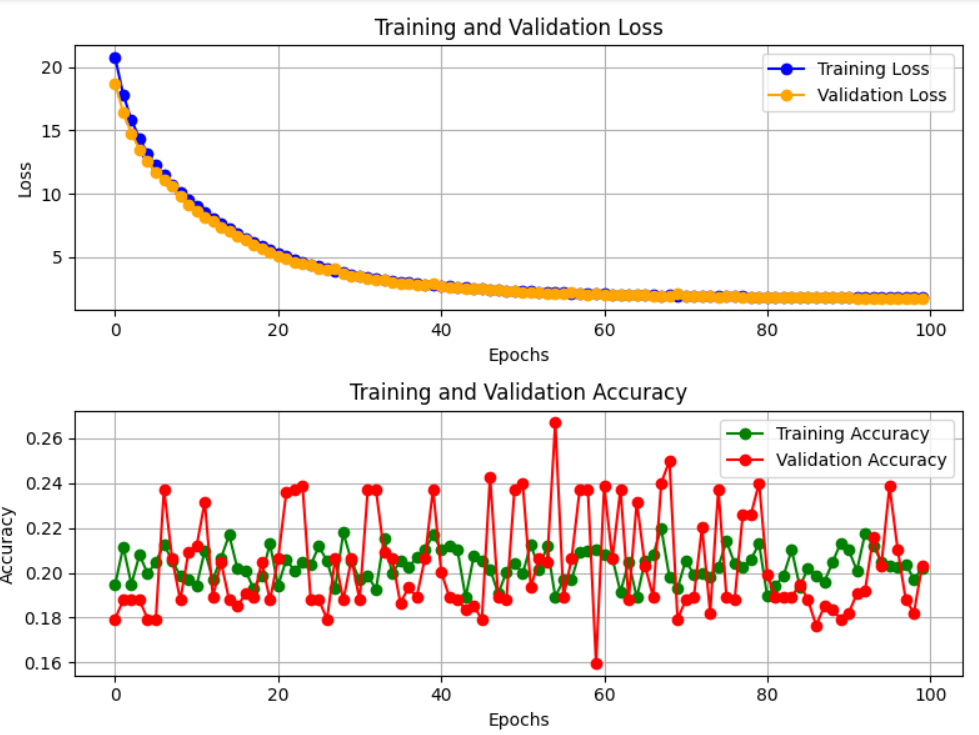 Training and Validation Loss
20
15
10
5
Loss
Training Loss
Validation Loss
0 20 40 60 80 100
Epochs
Training and Validation Accuracy
0.26
0.24
0.22
0.20
0.18
0.16
Accuracy
Training Accuracy
Validation Accuracy
0 20 40 60 80 100
Epochs